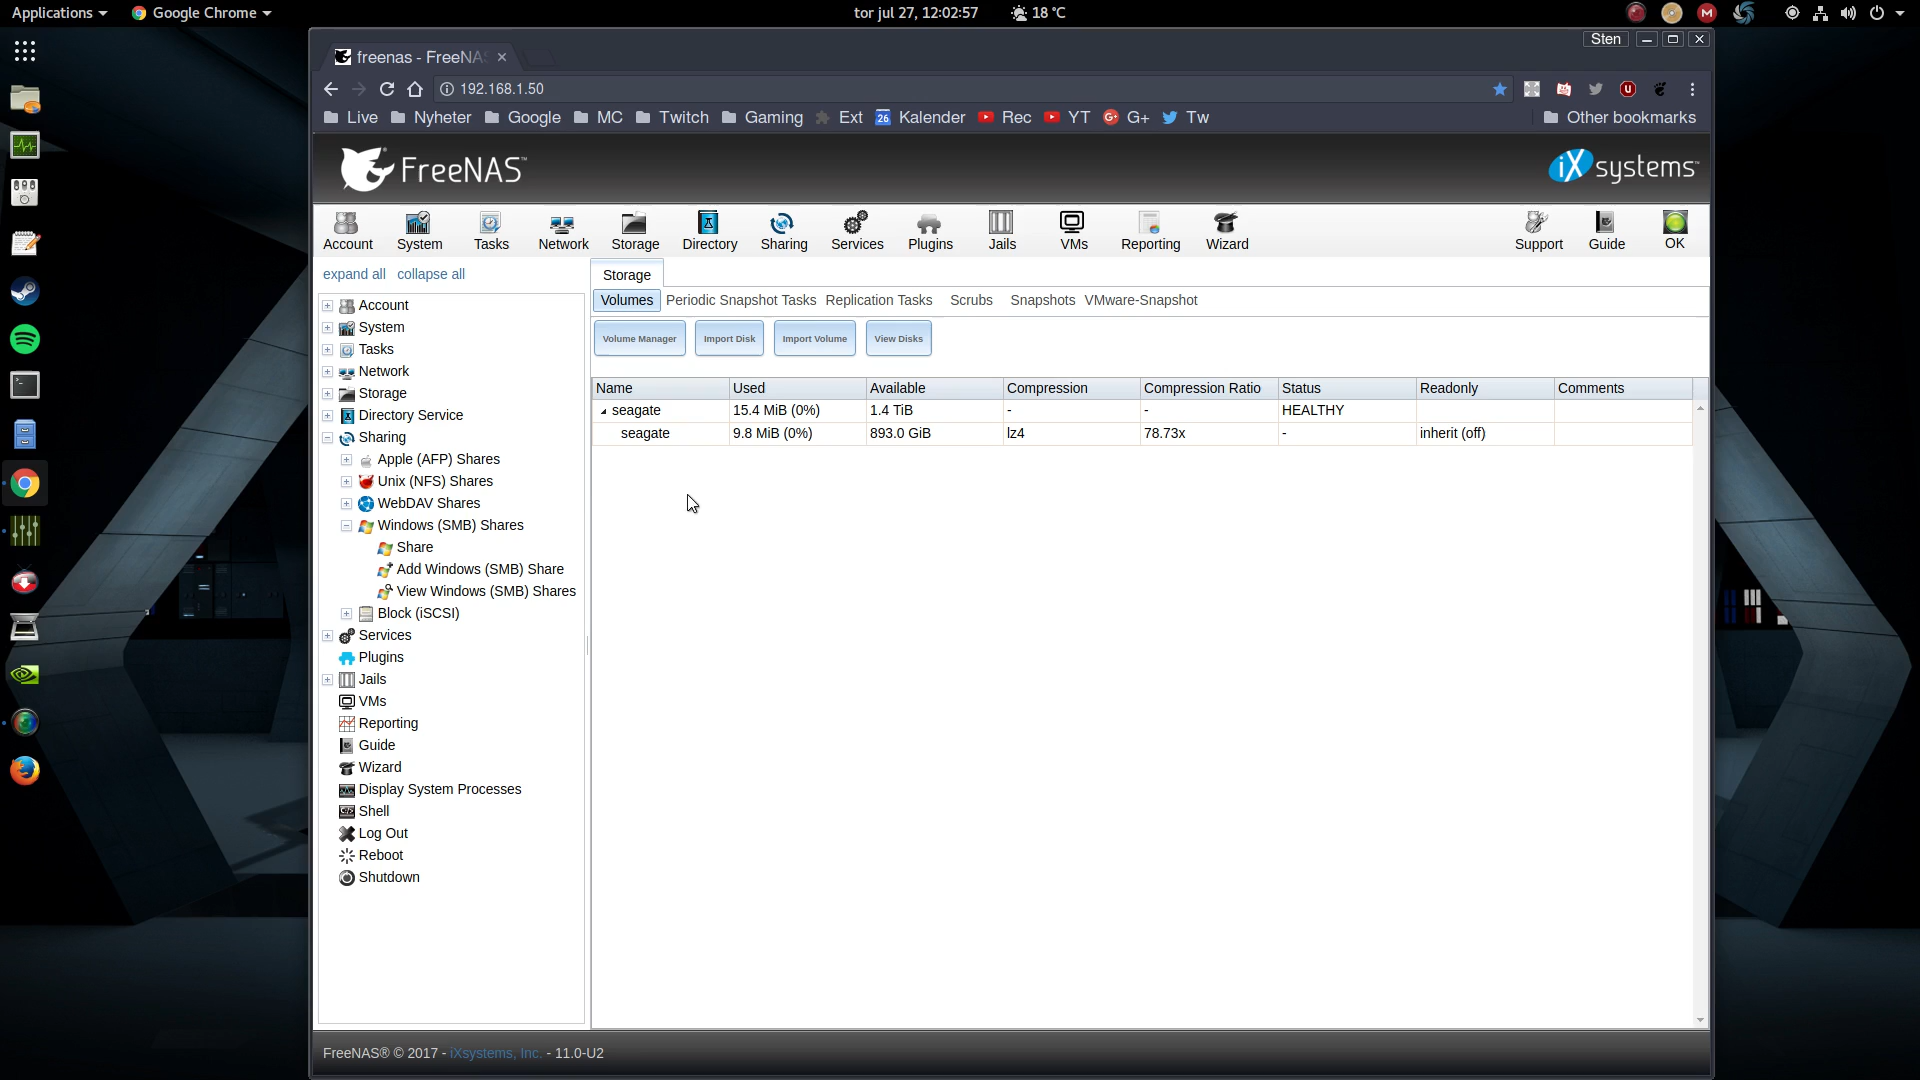 Applications Google Chrome tor jul 27, 12:02:57 18 °C
Sten
freenas - FreeNA
192.168.1.50
Live Nyheter Google MC Twitch Gaming Ext 26 Kalender Rec YT G+ Tw Other bookmarks
FreeNAS™ iXsystems™
Account System Tasks Network Storage Directory Sharing Services Plugins Jails VMs Reporting Wizard Support Guide OK
expand all collapse all
Storage
Volumes Periodic Snapshot Tasks Replication Tasks Scrubs Snapshots VMware-Snapshot
Volume Manager Import Disk Import Volume View Disks
Name Used Available Compression Compression Ratio Status Readonly Comments
seagate 15.4 MiB (0%) 1.4 TiB - - HEALTHY
seagate 9.8 MiB (0%) 893.0 GiB lz4 78.73x - inherit (off)
Account
System
Tasks
Network
Storage
Directory Service
Sharing
Apple (AFP) Shares
Unix (NFS) Shares
WebDAV Shares
Windows (SMB) Shares
Share
Add Windows (SMB) Share
View Windows (SMB) Shares
Block (iSCSI)
Services
Plugins
Jails
VMs
Reporting
Guide
Wizard
Display System Processes
Shell
Log Out
Reboot
Shutdown
FreeNAS® © 2017 - iXsystems, Inc. - 11.0-U2